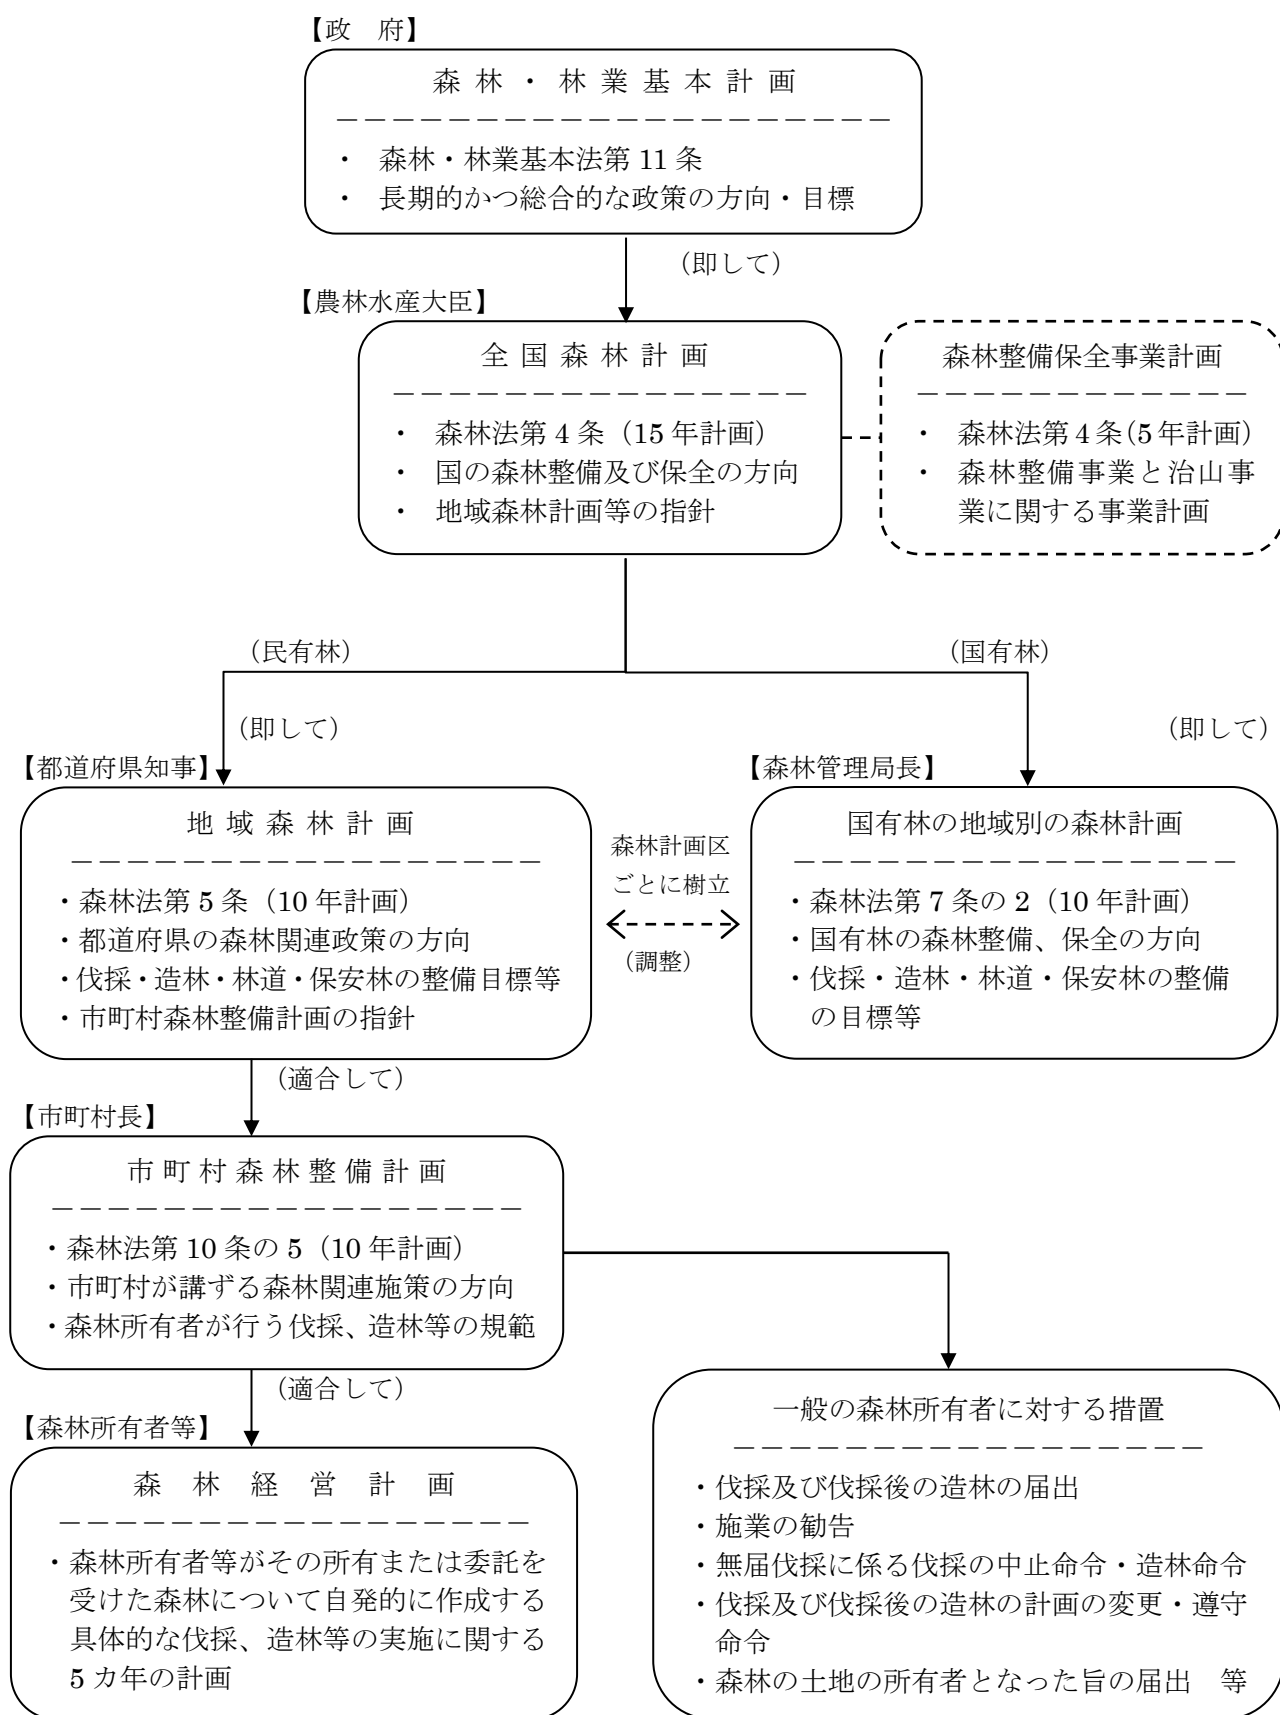 【政　府】
森林・林業基本計画
・ 森林・林業基本法第 11 条
・ 長期的かつ総合的な政策の方向・目標
（即して）
【農林水産大臣】
全国森林計画
・ 森林法第 4 条（15 年計画）
・ 国の森林整備及び保全の方向
・ 地域森林計画等の指針
森林整備保全事業計画
・ 森林法第 4 条（5 年計画）
・ 森林整備事業と治山事
業に関する事業計画
（民有林）
（国有林）
（即して）
（即して）
【都道府県知事】
地域森林計画
・森林法第 5 条（10 年計画）
・都道府県の森林関連政策の方向
・伐採・造林・林道・保安林の整備目標等
・市町村森林整備計画の指針
森林計画区
ごとに樹立
（調整）
【森林管理局長】
国有林の地域別の森林計画
・森林法第 7 条の 2（10 年計画）
・国有林の森林整備、保全の方向
・伐採・造林・林道・保安林の整備
の目標等
（適合して）
【市町村長】
市町村森林整備計画
・森林法第 10 条の 5（10 年計画）
・市町村が講ずる森林関連施策の方向
・森林所有者が行う伐採、造林等の規範
（適合して）
【森林所有者等】
森林経営計画
・森林所有者等がその所有または委託を
受けた森林について自発的に作成する
具体的な伐採、造林等の実施に関する
5 カ年の計画
一般の森林所有者に対する措置
・伐採及び伐採後の造林の届出
・施業の勧告
・無届伐採に係る伐採の中止命令・造林命令
・伐採及び伐採後の造林の計画の変更・遵守
命令
・森林の土地の所有者となった旨の届出　等